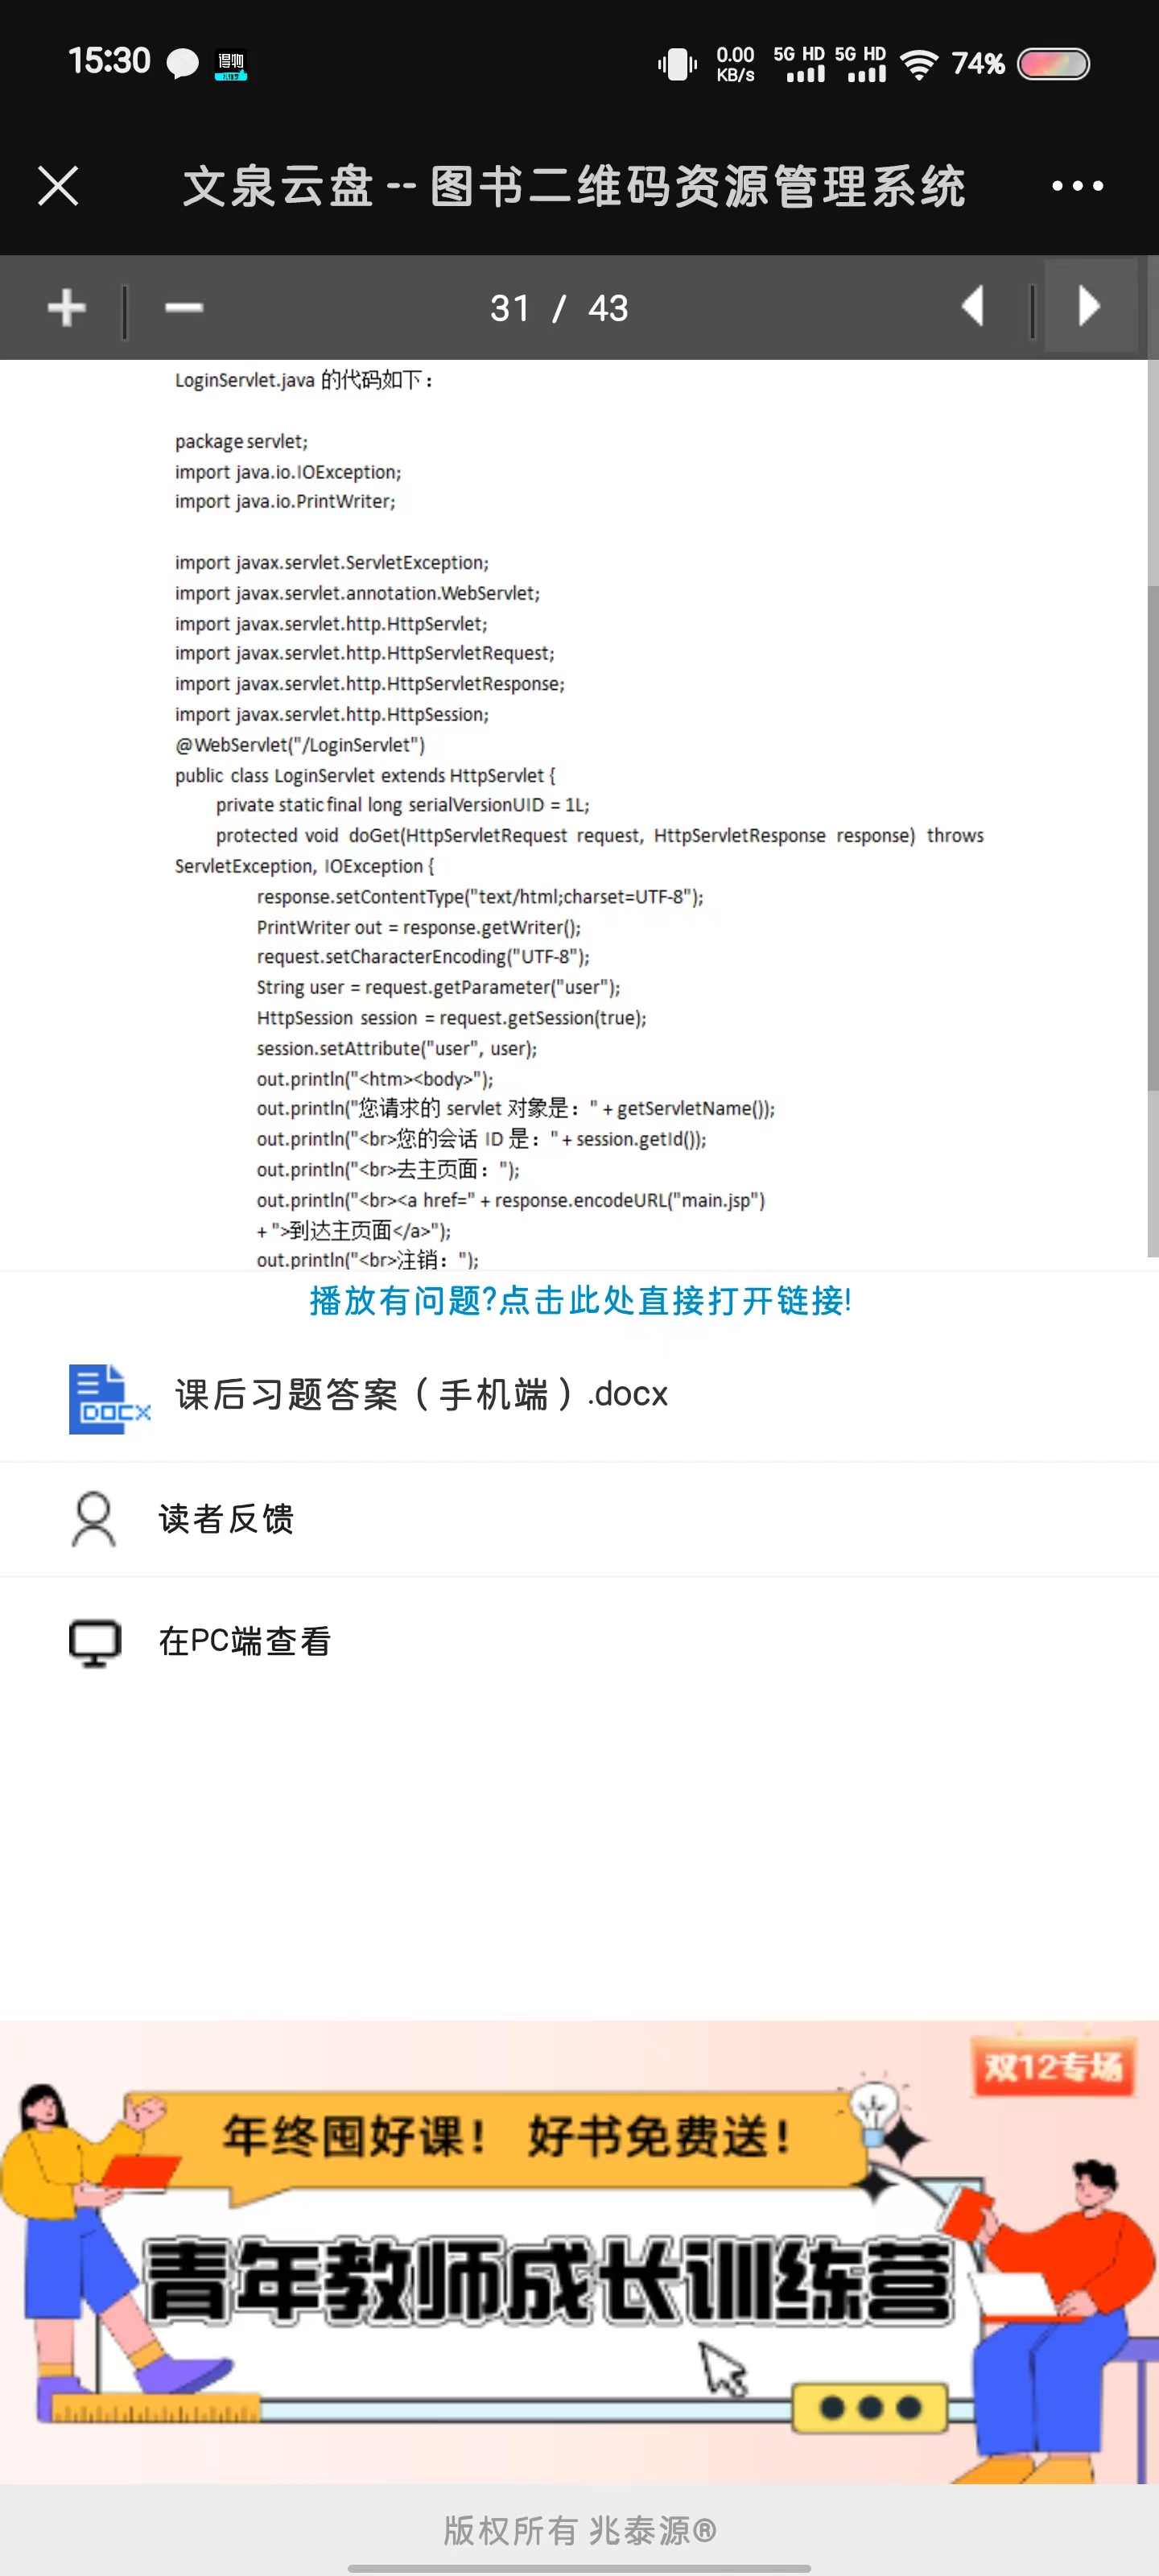 15:30 得物 0.00 KB/s 5G HD 5G HD 74%
文泉云盘--图书二维码资源管理系统
31 / 43
LoginServlet.java 的代码如下：
package servlet;
import java.io.IOException;
import java.io.PrintWriter;
import javax.servlet.ServletException;
import javax.servlet.annotation.WebServlet;
import javax.servlet.http.HttpServlet;
import javax.servlet.http.HttpServletRequest;
import javax.servlet.http.HttpServletResponse;
import javax.servlet.http.HttpSession;
@WebServlet("/LoginServlet")
public class LoginServlet extends HttpServlet {
private static final long serialVersionUID = 1L;
protected void doGet(HttpServletRequest request, HttpServletResponse response) throws
ServletException, IOException {
response.setContentType("text/html;charset=UTF-8");
PrintWriter out = response.getWriter();
request.setCharacterEncoding("UTF-8");
String user = request.getParameter("user");
HttpSession session = request.getSession(true);
session.setAttribute("user", user);
out.println("<htm><body>");
out.println("您请求的 servlet 对象是：" + getServletName());
out.println("<br>您的会话 ID 是：" + session.getId());
out.println("<br>去主页面：");
out.println("<br><a href=" + response.encodeURL("main.jsp")
+ ">到达主页面</a>");
out.println("<br>注销：");
播放有问题?点击此处直接打开链接!
DOCX 课后习题答案（手机端）.docx
读者反馈
在PC端查看
双12专场
年终囤好课！ 好书免费送！
青年教师成长训练营
版权所有 兆泰源®